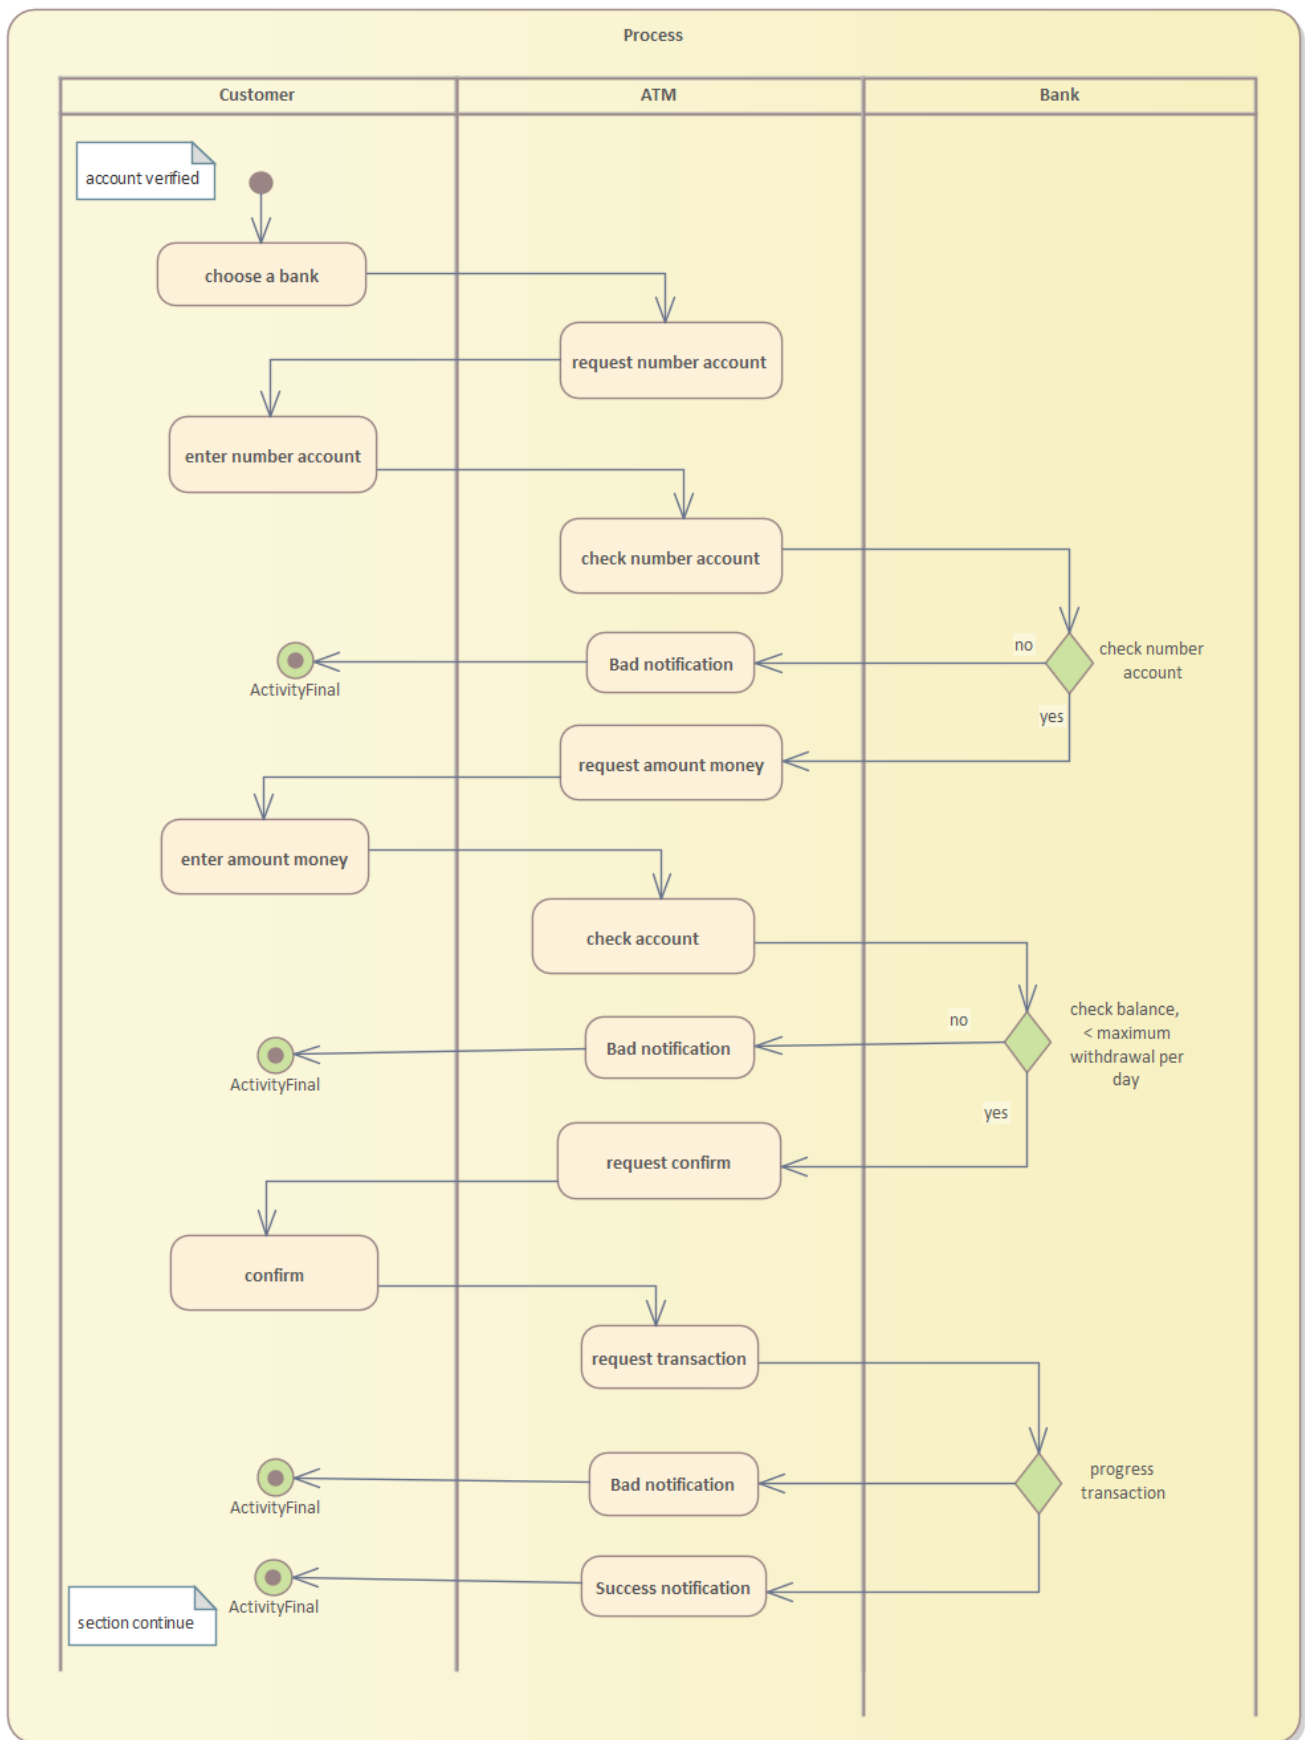 Process
Customer
ATM
Bank
account verified
choose a bank
request number account
enter number account
check number account
no
check number
account
Bad notification
ActivityFinal
yes
request amount money
enter amount money
check account
check balance,
< maximum
withdrawal per
day
no
Bad notification
ActivityFinal
yes
request confirm
confirm
request transaction
progress
transaction
Bad notification
ActivityFinal
Success notification
ActivityFinal
section continue